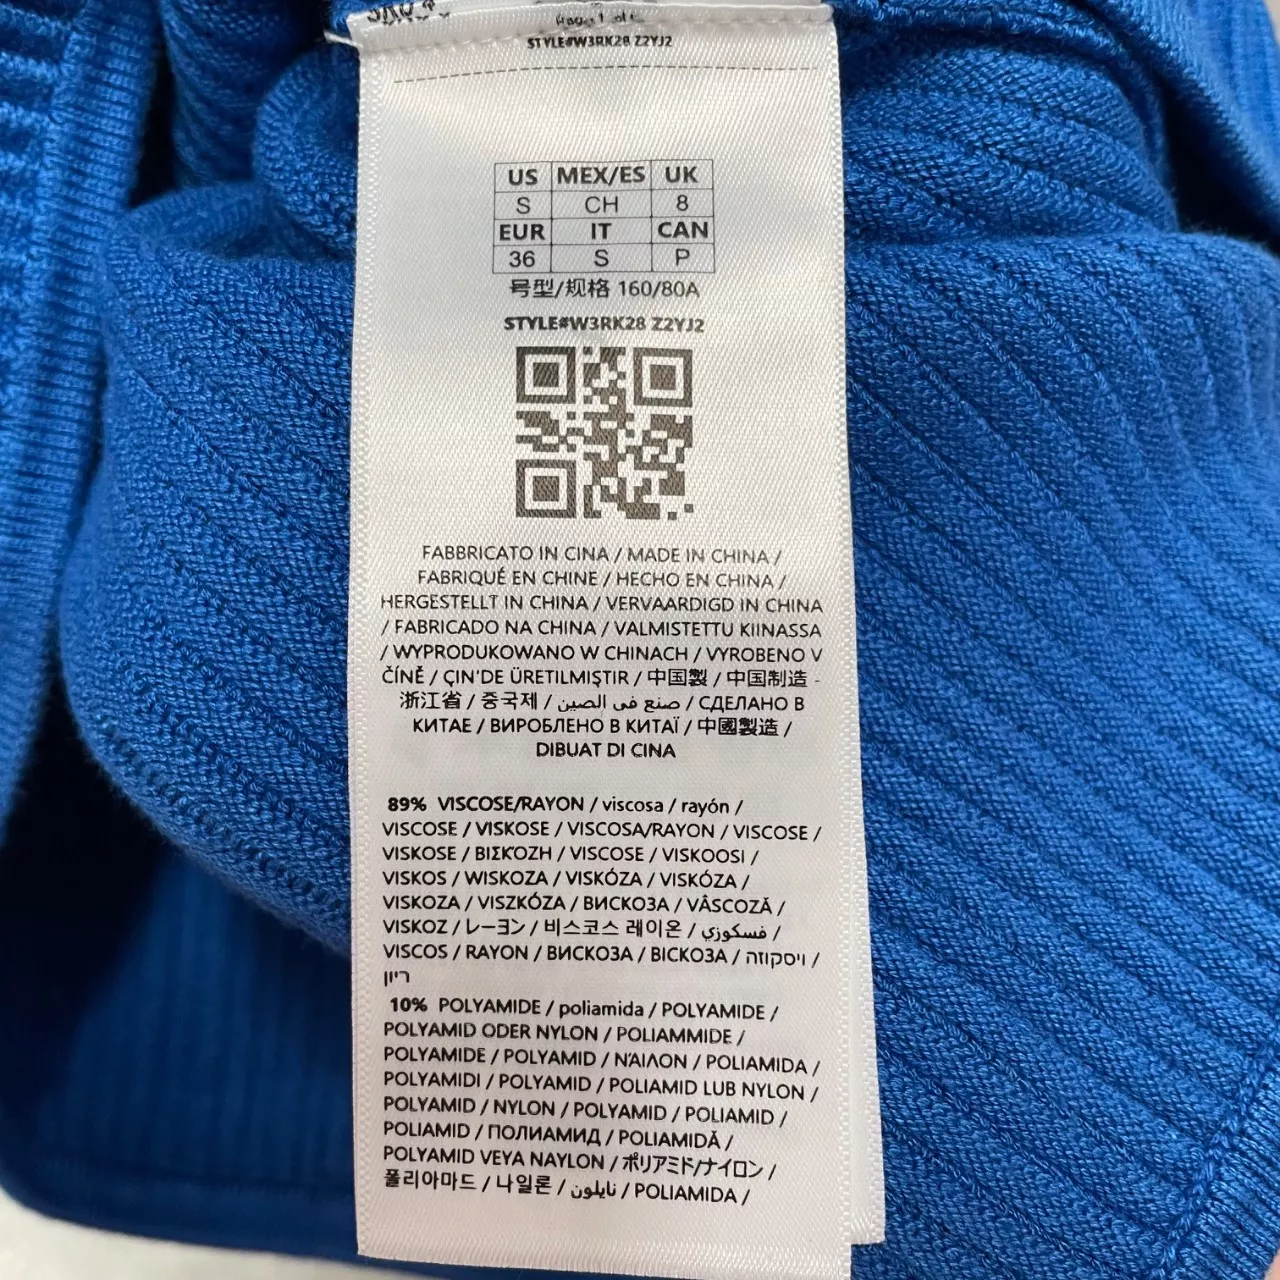 STYLE#W3RK28 Z2YJ2
US MEX/ES UK
S CH 8
EUR IT CAN
36 S P
号型/规格 160/80A
STYLE#W3RK28 Z2YJ2
FABBRICATO IN CINA / MADE IN CHINA /
FABRIQUÉ EN CHINE / HECHO EN CHINA /
HERGESTELLT IN CHINA / VERVAARDIGD IN CHINA
/ FABRICADO NA CHINA / VALMISTETTU KIINASSA
/ WYPRODUKOWANO W CHINACH / VYROBENO V
ČÍNĚ / ÇIN'DE ÜRETILMIŞTIR / 中国製 / 中国制造 -
浙江省 / 중국제 / صنع فى الصين / СДЕЛАНО В
КИТАЕ / ВИРОБЛЕНО В КИТАЇ / 中國製造 /
DIBUAT DI CINA
89% VISCOSE/RAYON / viscosa / rayón /
VISCOSE / VISKOSE / VISCOSA/RAYON / VISCOSE /
VISKOSE / ΒΙΣΚΌΖΗ / VISCOSE / VISKOOSI /
VISKOS / WISKOZA / VISKÓZA / VISKÓZA /
VISKOZA / VISZKÓZA / ВИСКОЗА / VÂSCOZĂ /
VISKOZ / レーヨン / 비스코스 레이온 / فسكوزي /
VISCOS / RAYON / ВИСКОЗА / ВІСКОЗА / ויסקוזה /
ריון
10% POLYAMIDE / poliamida / POLYAMIDE /
POLYAMID ODER NYLON / POLIAMMIDE /
POLYAMIDE / POLYAMID / ΝΆΙΛΟΝ / POLIAMIDA /
POLYAMIDI / POLYAMID / POLIAMID LUB NYLON /
POLYAMID / NYLON / POLYAMID / POLIAMID /
POLIAMID / ПОЛИАМИД / POLIAMIDĂ /
POLYAMID VEYA NAYLON / ポリアミド/ナイロン /
폴리아마드 / 나일론 / نايلون / POLIAMIDA /